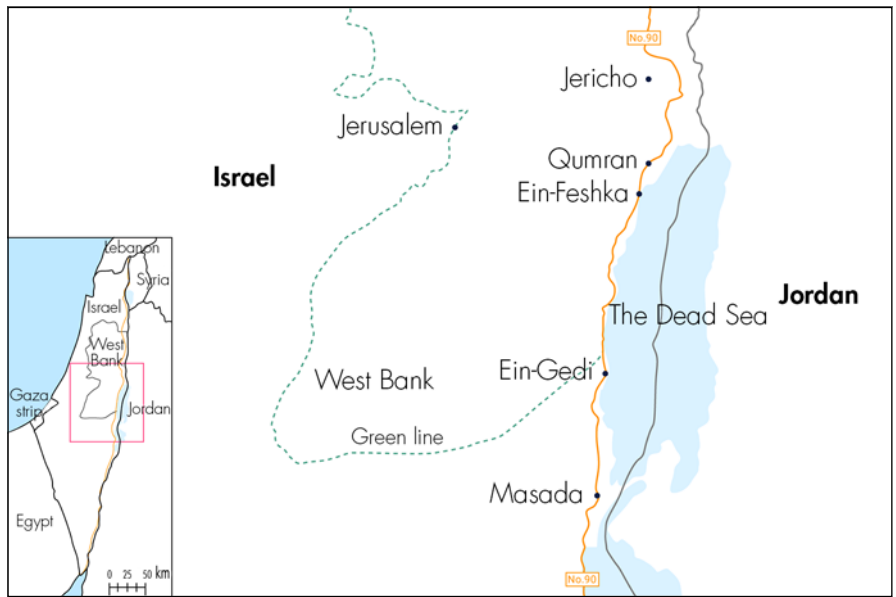 No.90
Jericho
Jerusalem
Qumran
Israel
Ein-Feshka
Lebanon
Syria
Jordan
Israel
The Dead Sea
West
Bank
West Bank
Ein-Gedi
Gaza
strip
Jordan
Green line
Masada
Egypt
0 25 50 km
No.90